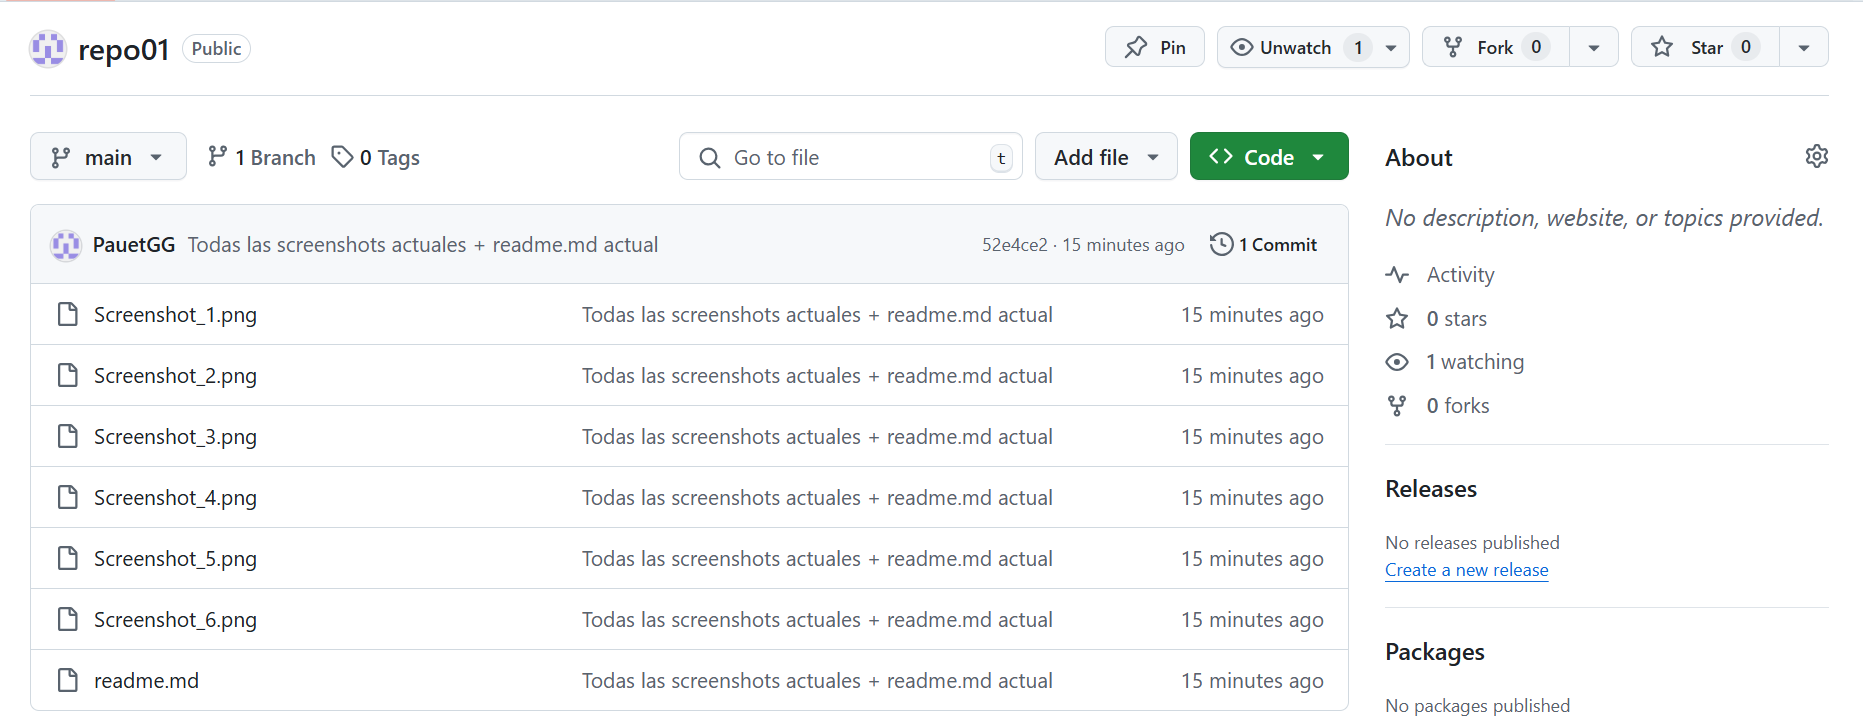 repo01 Public Pin Unwatch 1 Fork 0 Star 0
main 1 Branch 0 Tags Go to file t Add file Code
PauetGG Todas las screenshots actuales + readme.md actual 52e4ce2 · 15 minutes ago 1 Commit
Screenshot_1.png Todas las screenshots actuales + readme.md actual 15 minutes ago
Screenshot_2.png Todas las screenshots actuales + readme.md actual 15 minutes ago
Screenshot_3.png Todas las screenshots actuales + readme.md actual 15 minutes ago
Screenshot_4.png Todas las screenshots actuales + readme.md actual 15 minutes ago
Screenshot_5.png Todas las screenshots actuales + readme.md actual 15 minutes ago
Screenshot_6.png Todas las screenshots actuales + readme.md actual 15 minutes ago
readme.md Todas las screenshots actuales + readme.md actual 15 minutes ago
About
No description, website, or topics provided.
Activity
0 stars
1 watching
0 forks
Releases
No releases published
Create a new release
Packages
No packages published